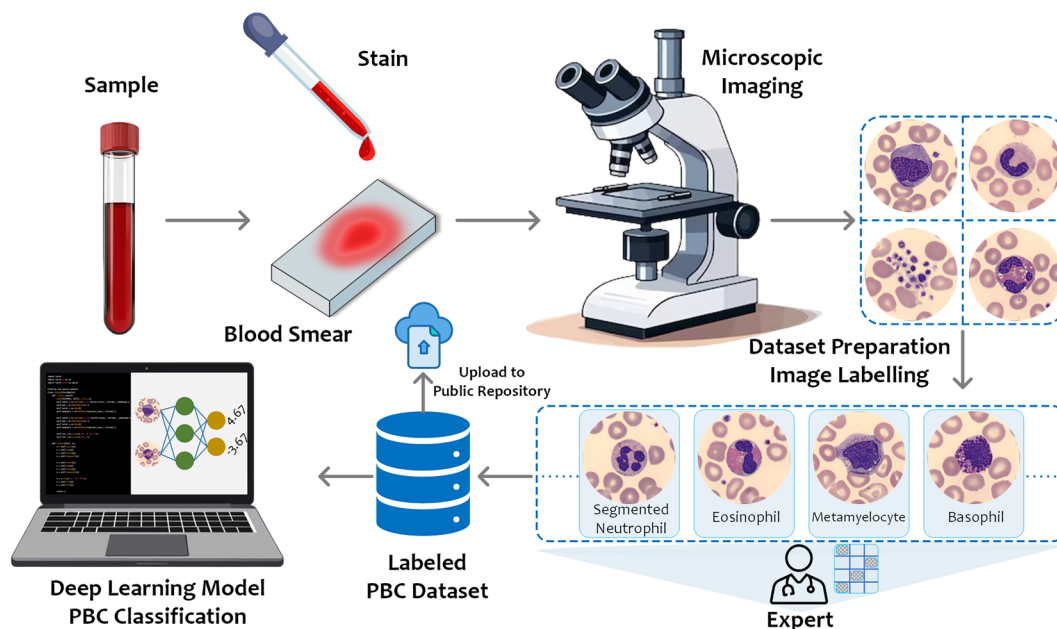 Sample
Stain
Microscopic
Imaging
Blood Smear
Dataset Preparation
Image Labelling
Upload to
Public Repository
Segmented
Neutrophil
Eosinophil
Metamyelocyte
Basophil
Expert
Labeled
PBC Dataset
4.67
-3.67
Deep Learning Model
PBC Classification